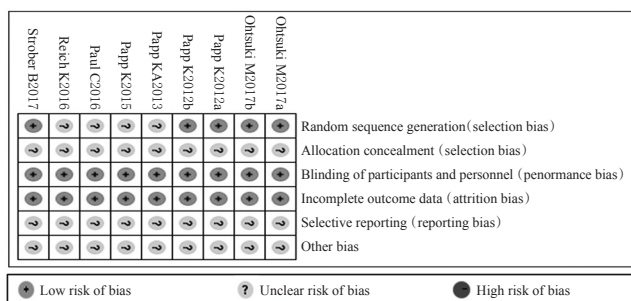 Strober B2017
Reich K2016
Paul C2016
Papp K2015
Papp KA2013
Papp K2012b
Papp K2012a
Ohtsuki M2017b
Ohtsuki M2017a
+ ? ? ? ? + + + + Random sequence generation(selection bias)
? ? ? ? ? ? ? ? ? Allocation concealment (selection bias)
+ + + + + + + + + Blinding of participants and personnel (penormance bias)
+ + + + + + + + + Incomplete outcome data (attrition bias)
? ? ? ? ? ? ? ? ? Selective reporting (reporting bias)
? ? ? ? ? ? ? ? ? Other bias
+ Low risk of bias ? Unclear risk of bias - High risk of bias